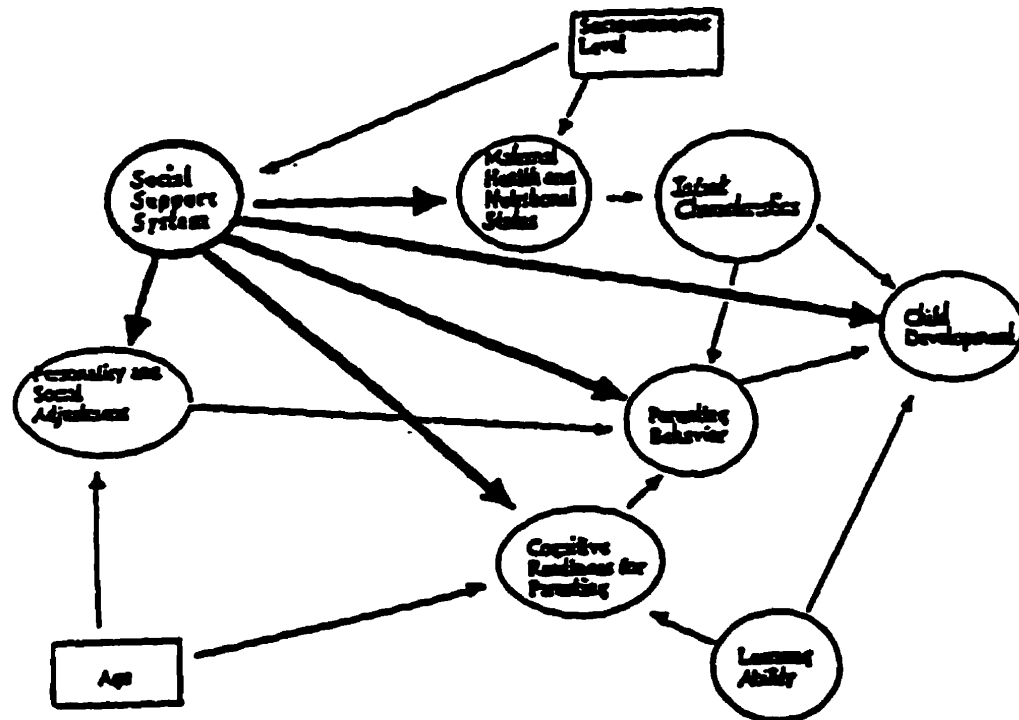 Socioeconomic
Level
Social
Support
System
Maternal
Health and
Nutritional
Status
Infant
Characteristics
Child
Development
Personality and
Social
Adjustment
Parenting
Behavior
Cognitive
Readiness for
Parenting
Age
Learning
Ability